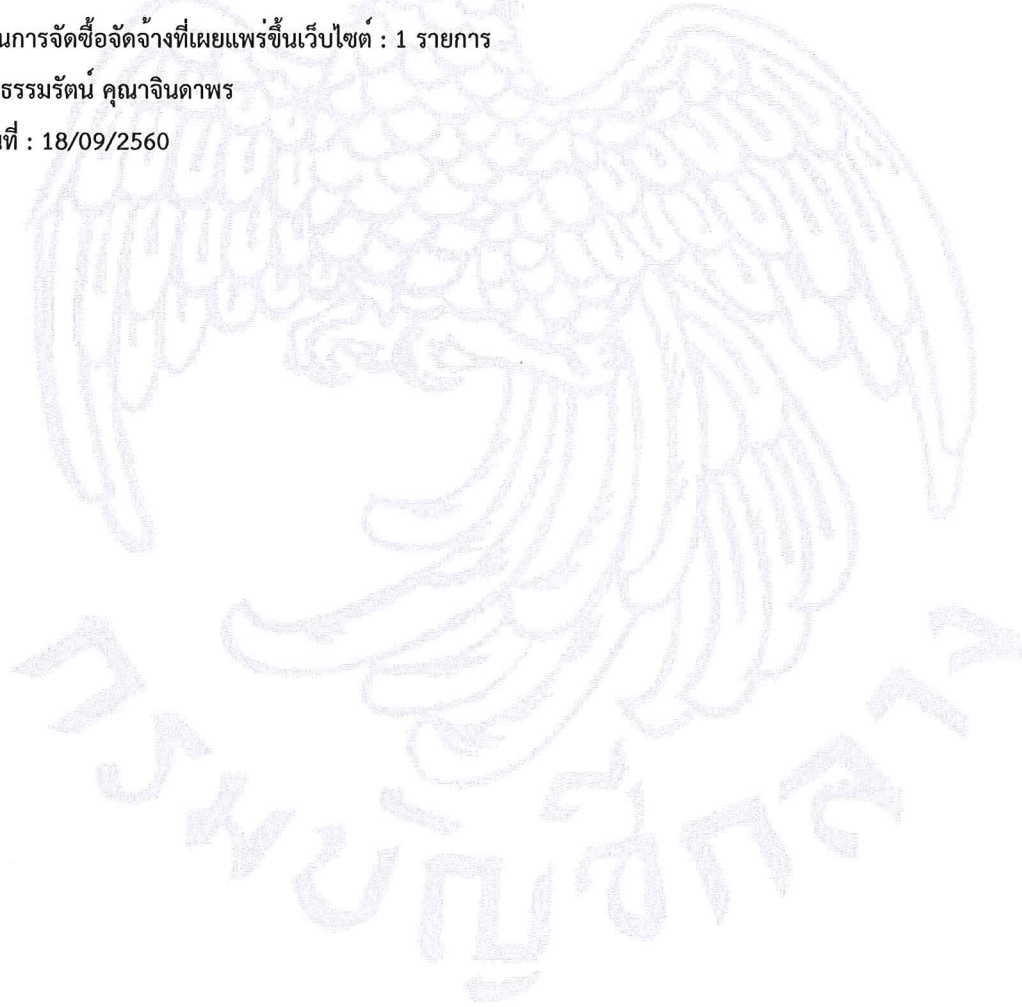 นการจัดซื้อจัดจ้างที่เผยแพร่ขึ้นเว็บไซต์ : 1 รายการ
ธรรมรัตน์ คุณาจินดาพร
ที่ : 18/09/2560
กรมบัญชีกลาง